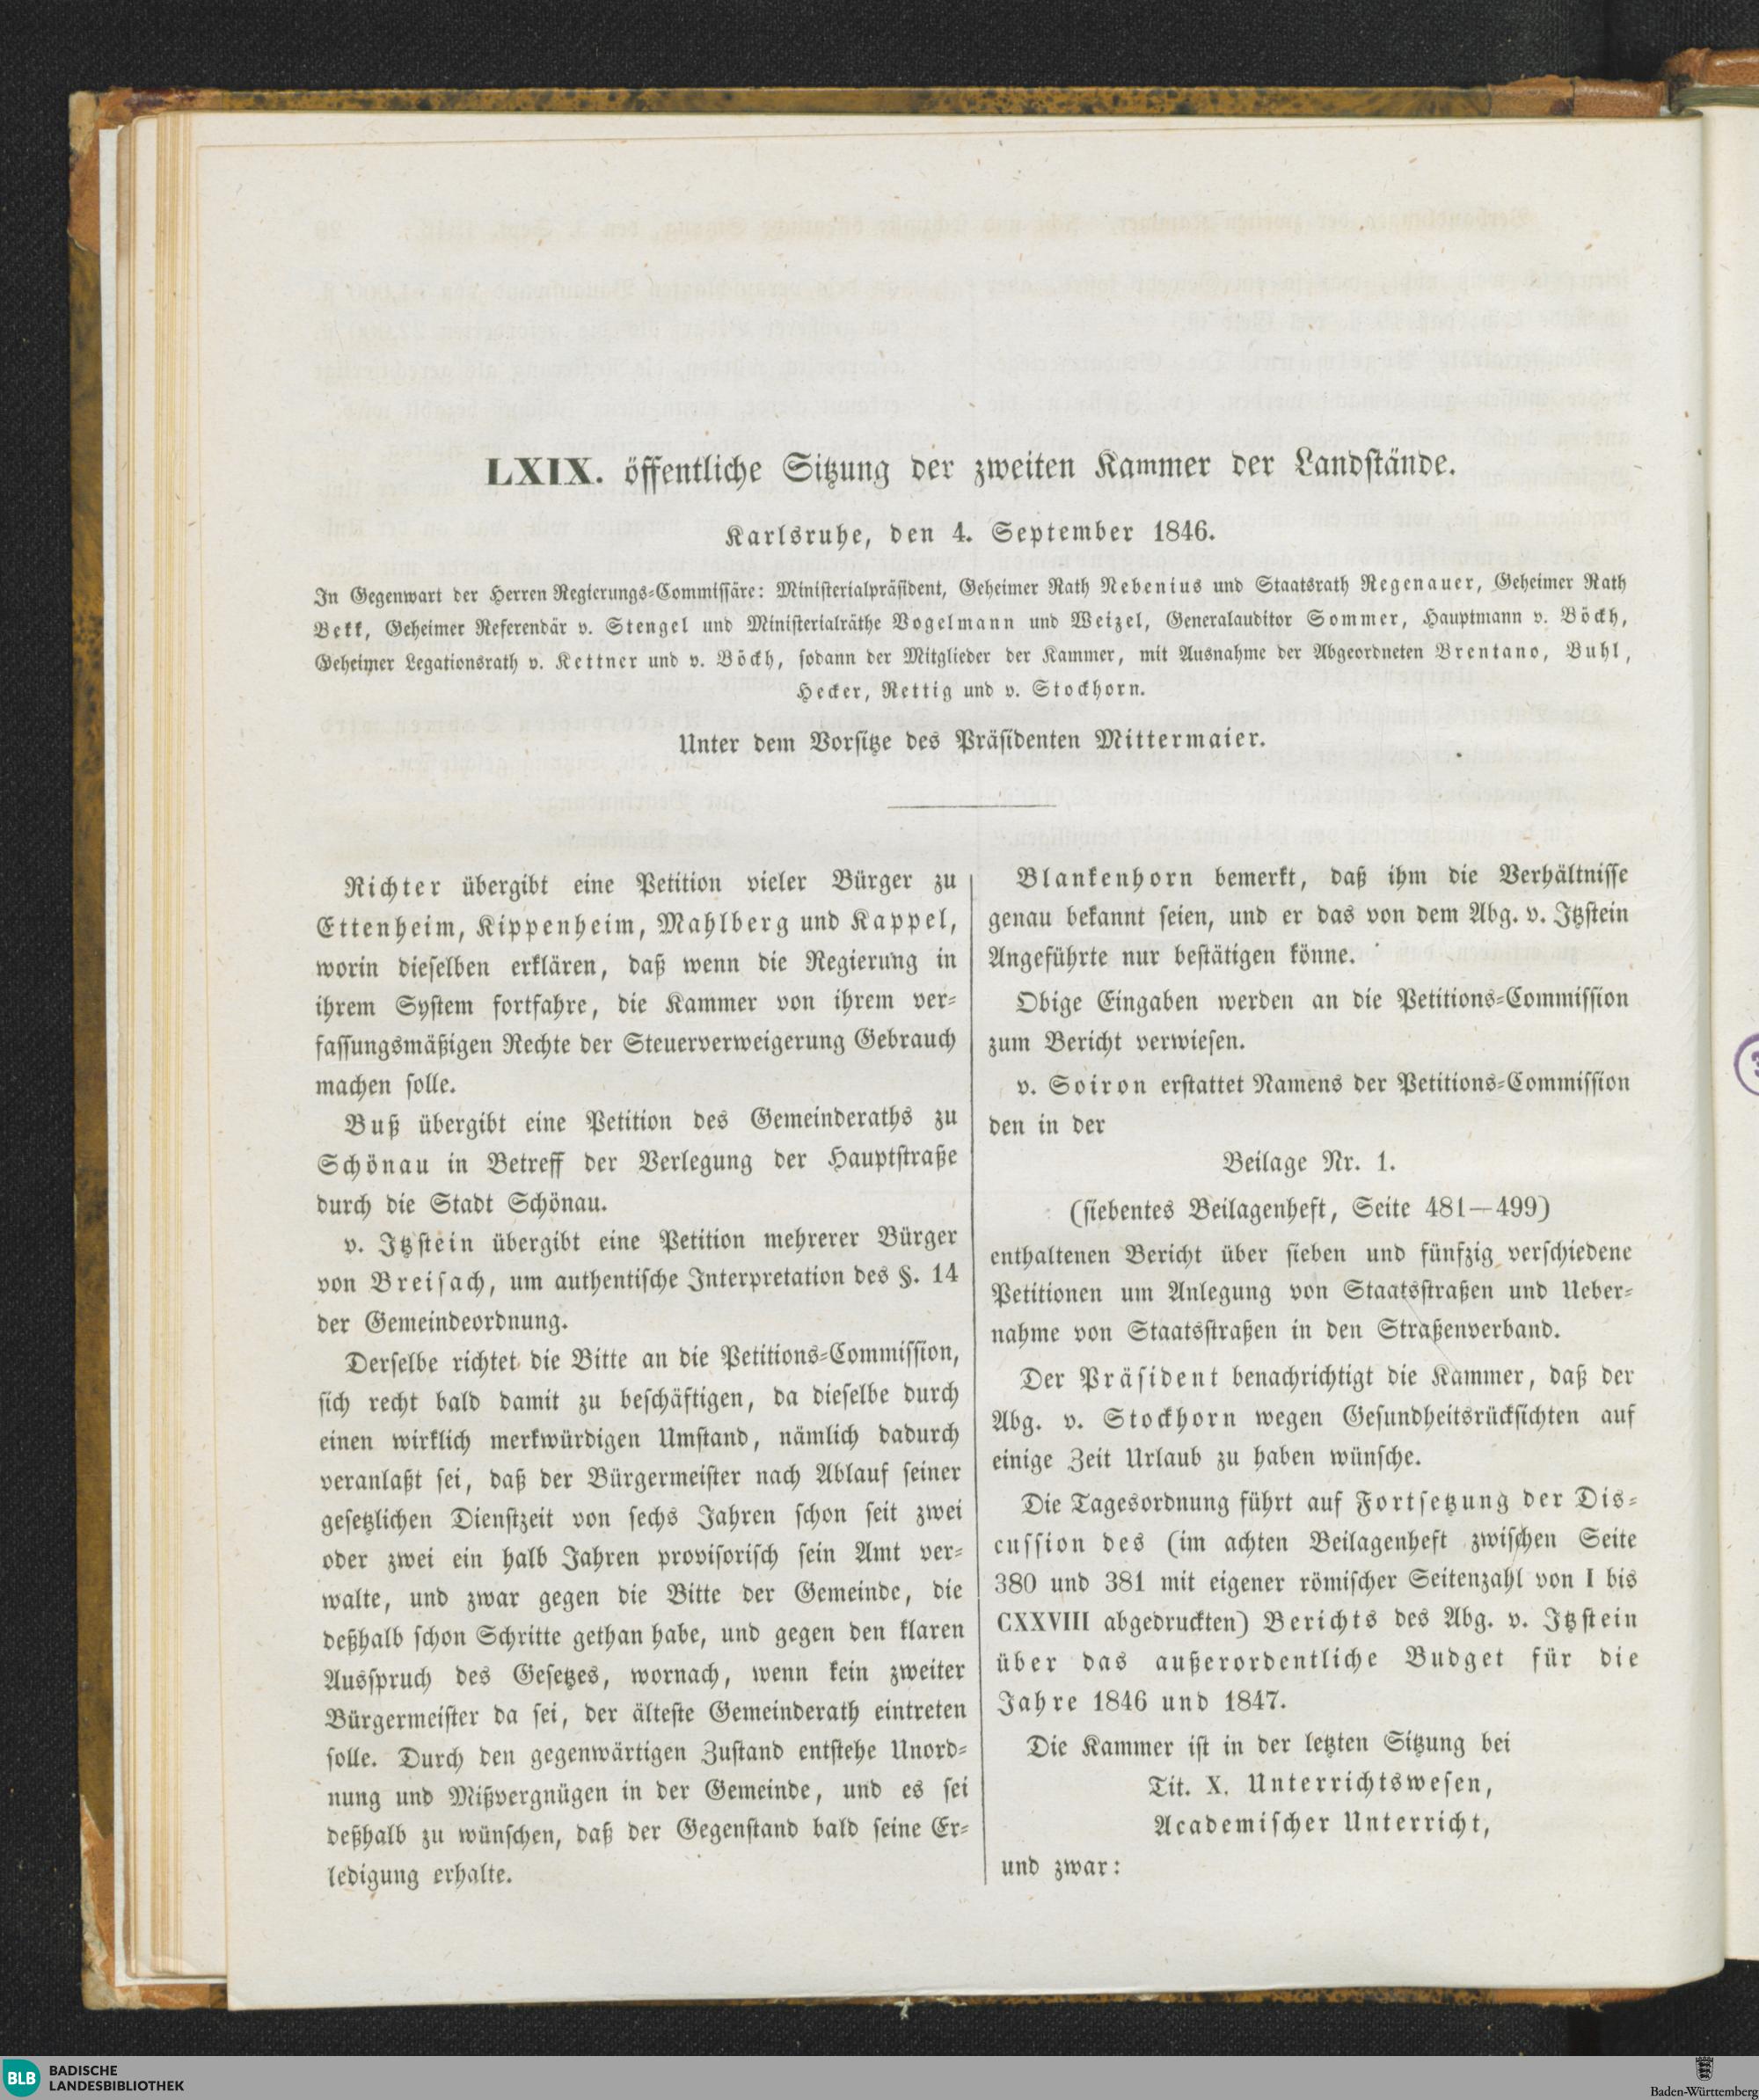 LXIX. öffentliche Sitzung der zweiten Kammer der Landstände.
Karlsruhe, den 4. September 1846.
In Gegenwart der Herren Regierungs-Commissäre: Ministerialpräsident, Geheimer Rath Nebenius und Staatsrath Regenauer, Geheimer Rath
Bekk, Geheimer Referendär v. Stengel und Ministerialräthe Vogelmann und Weizel, Generalauditor Sommer, Hauptmann v. Böckh,
Geheimer Legationsrath v. Kettner und v. Böckh, sodann der Mitglieder der Kammer, mit Ausnahme der Abgeordneten Brentano, Buhl,
Hecker, Rettig und v. Stockhorn.
Unter dem Vorsitze des Präsidenten Mittermaier.
Richter übergibt eine Petition vieler Bürger zu
Ettenheim, Kippenheim, Mahlberg und Kappel,
worin dieselben erklären, daß wenn die Regierung in
ihrem System fortfahre, die Kammer von ihrem ver-
fassungsmäßigen Rechte der Steuerverweigerung Gebrauch
machen solle.
Buß übergibt eine Petition des Gemeinderaths zu
Schönau in Betreff der Verlegung der Hauptstraße
durch die Stadt Schönau.
v. Itzstein übergibt eine Petition mehrerer Bürger
von Breisach, um authentische Interpretation des §. 14
der Gemeindeordnung.
Derselbe richtet die Bitte an die Petitions-Commission,
sich recht bald damit zu beschäftigen, da dieselbe durch
einen wirklich merkwürdigen Umstand, nämlich dadurch
veranlaßt sei, daß der Bürgermeister nach Ablauf seiner
gesetzlichen Dienstzeit von sechs Jahren schon seit zwei
oder zwei ein halb Jahren provisorisch sein Amt ver-
walte, und zwar gegen die Bitte der Gemeinde, die
deßhalb schon Schritte gethan habe, und gegen den klaren
Ausspruch des Gesetzes, wornach, wenn kein zweiter
Bürgermeister da sei, der älteste Gemeinderath eintreten
solle. Durch den gegenwärtigen Zustand entstehe Unord-
nung und Mißvergnügen in der Gemeinde, und es sei
deßhalb zu wünschen, daß der Gegenstand bald seine Er-
ledigung erhalte.
Blankenhorn bemerkt, daß ihm die Verhältnisse
genau bekannt seien, und er das von dem Abg. v. Itzstein
Angeführte nur bestätigen könne.
Obige Eingaben werden an die Petitions-Commission
zum Bericht verwiesen.
v. Soiron erstattet Namens der Petitions-Commission
den in der
Beilage Nr. 1.
(siebentes Beilagenheft, Seite 481—499)
enthaltenen Bericht über sieben und fünfzig verschiedene
Petitionen um Anlegung von Staatsstraßen und Ueber-
nahme von Staatsstraßen in den Straßenverband.
Der Präsident benachrichtigt die Kammer, daß der
Abg. v. Stockhorn wegen Gesundheitsrücksichten auf
einige Zeit Urlaub zu haben wünsche.
Die Tagesordnung führt auf Fortsetzung der Dis-
cussion des (im achten Beilagenheft zwischen Seite
380 und 381 mit eigener römischer Seitenzahl von I bis
CXXVIII abgedruckten) Berichts des Abg. v. Itzstein
über das außerordentliche Budget für die
Jahre 1846 und 1847.
Die Kammer ist in der letzten Sitzung bei
Tit. X. Unterrichtswesen,
Academischer Unterricht,
und zwar:
BLB BADISCHE
LANDESBIBLIOTHEK
Baden-Württemberg